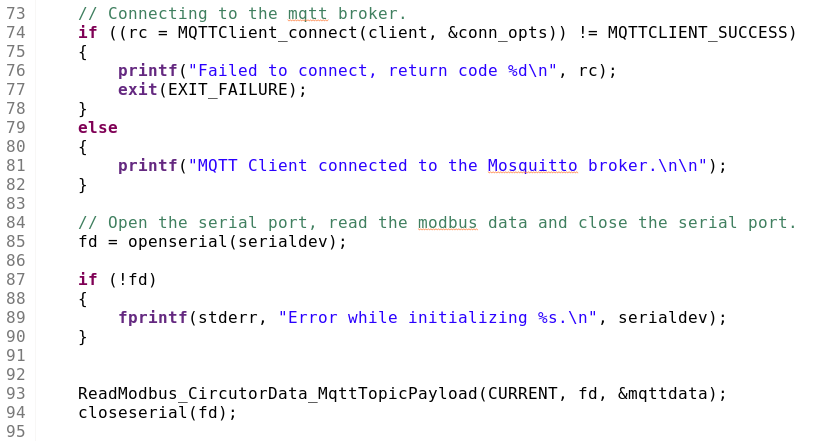 73 // Connecting to the mqtt broker.
74 if ((rc = MQTTClient_connect(client, &conn_opts)) != MQTTCLIENT_SUCCESS)
75 {
76 printf("Failed to connect, return code %d\n", rc);
77 exit(EXIT_FAILURE);
78 }
79 else
80 {
81 printf("MQTT Client connected to the Mosquitto broker.\n\n");
82 }
83
84 // Open the serial port, read the modbus data and close the serial port.
85 fd = openserial(serialdev);
86
87 if (!fd)
88 {
89 fprintf(stderr, "Error while initializing %s.\n", serialdev);
90 }
91
92
93 ReadModbus_CircutorData_MqttTopicPayload(CURRENT, fd, &mqttdata);
94 closeserial(fd);
95